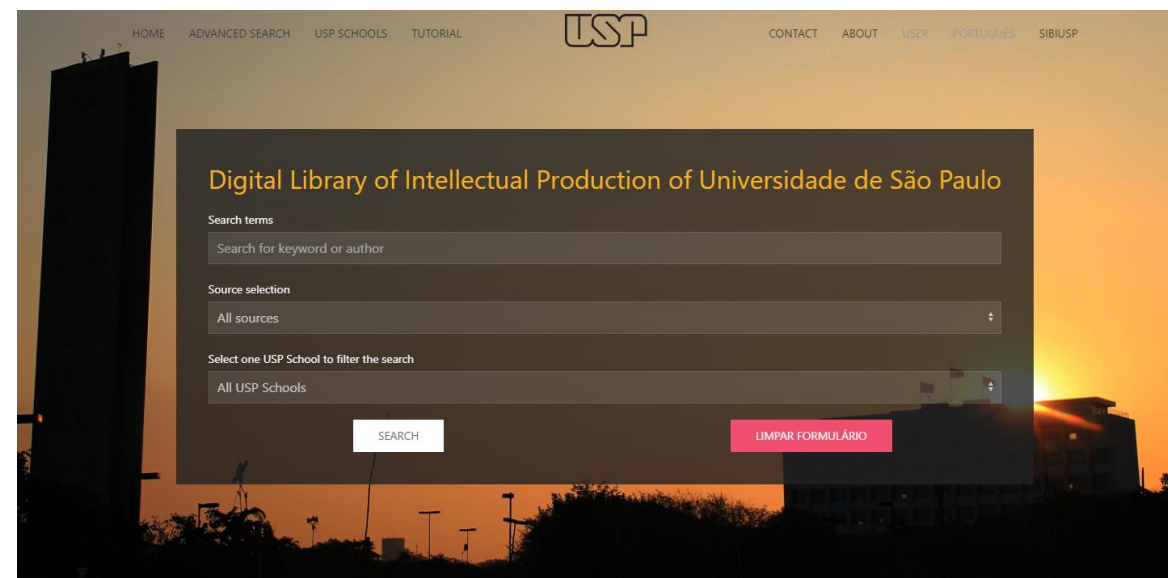 HOME ADVANCED SEARCH USP SCHOOLS TUTORIAL USP CONTACT ABOUT USER PORTUGUÊS SIBIUSP
Digital Library of Intellectual Production of Universidade de São Paulo
Search terms
Search for keyword or author
Source selection
All sources
Select one USP School to filter the search
All USP Schools
SEARCH LIMPAR FORMULÁRIO